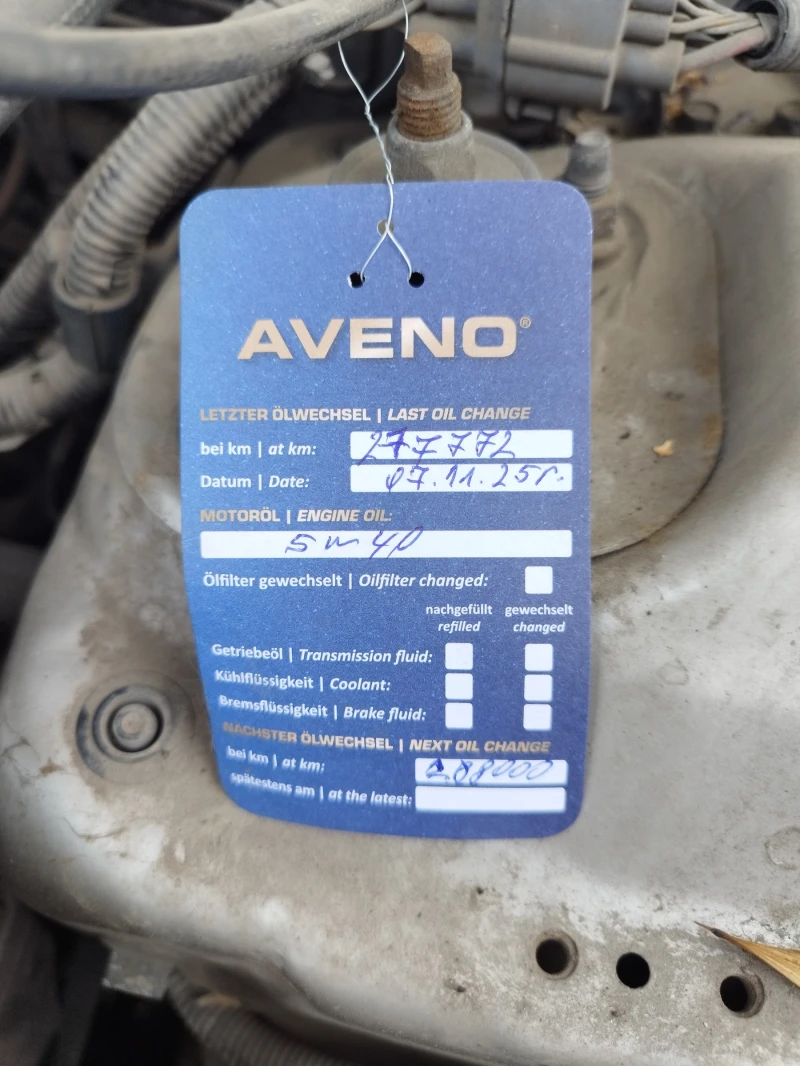 AVENO®
LETZTER ÖLWECHSEL | LAST OIL CHANGE
bei km | at km: 277772
Datum | Date: 07.11.25г.
MOTORÖL | ENGINE OIL:
5w40
Ölfilter gewechselt | Oilfilter changed:
nachgefüllt gewechselt
refilled changed
Getriebeöl | Transmission fluid:
Kühlflüssigkeit | Coolant:
Bremsflüssigkeit | Brake fluid:
NÄCHSTER ÖLWECHSEL | NEXT OIL CHANGE
bei km | at km: 288000
spätestens am | at the latest: